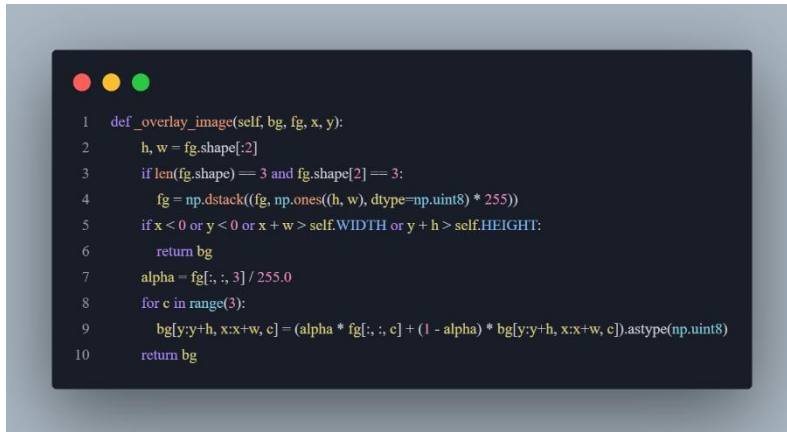 1 def _overlay_image(self, bg, fg, x, y):
2     h, w = fg.shape[:2]
3     if len(fg.shape) == 3 and fg.shape[2] == 3:
4         fg = np.dstack((fg, np.ones((h, w), dtype=np.uint8) * 255))
5     if x < 0 or y < 0 or x + w > self.WIDTH or y + h > self.HEIGHT:
6         return bg
7     alpha = fg[:, :, 3] / 255.0
8     for c in range(3):
9         bg[y:y+h, x:x+w, c] = (alpha * fg[:, :, c] + (1 - alpha) * bg[y:y+h, x:x+w, c]).astype(np.uint8)
10     return bg